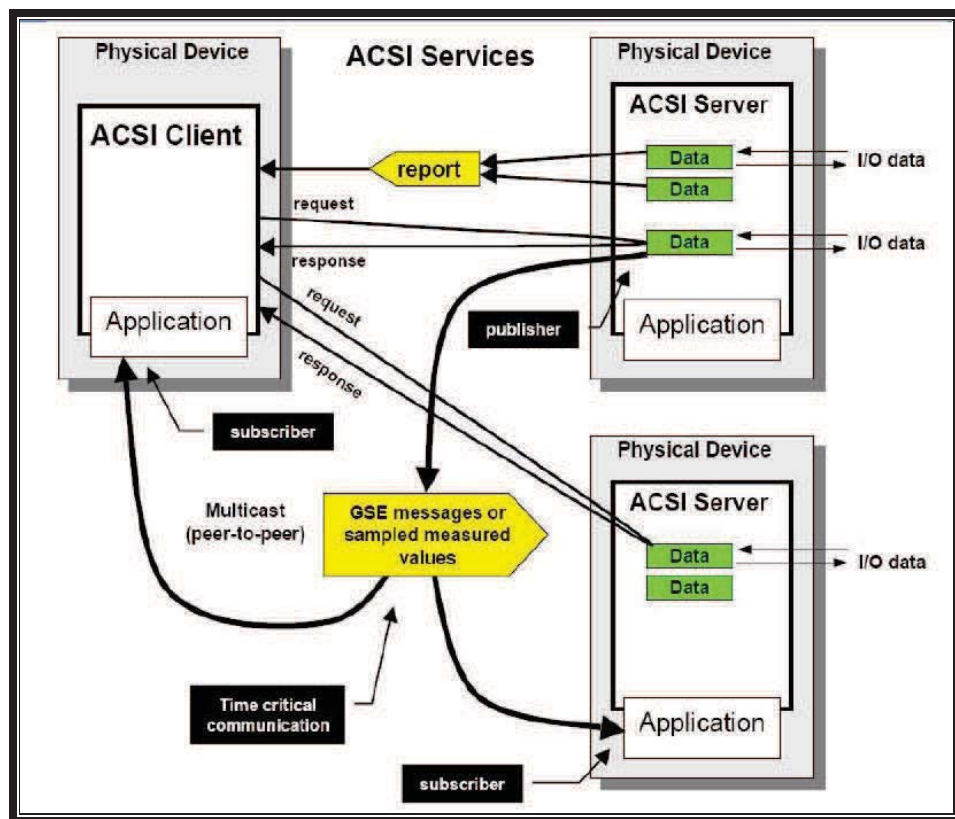 Physical Device
ACSI Services
Physical Device
ACSI Client
ACSI Server
report
Data
Data
I/O data
request
Data
I/O data
response
request
response
Application
publisher
Application
subscriber
Physical Device
ACSI Server
Multicast
(peer-to-peer)
GSE messages or
sampled measured
values
Data
Data
I/O data
Time critical
communication
Application
subscriber